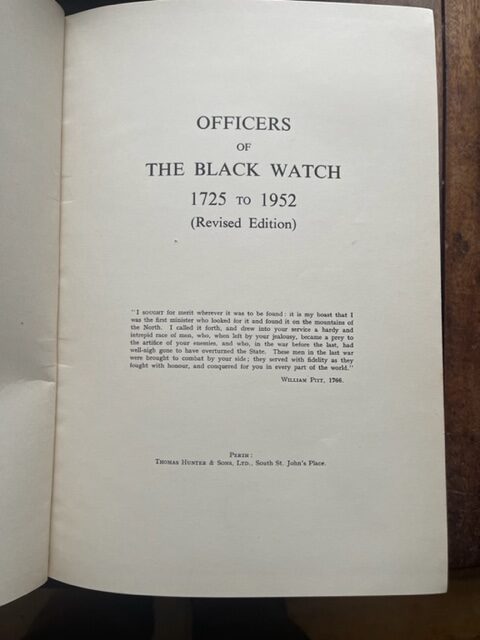 OFFICERS
OF
THE BLACK WATCH
1725 TO 1952
(Revised Edition)
"I SOUGHT for merit wherever it was to be found : it is my boast that I
was the first minister who looked for it and found it on the mountains of
the North. I called it forth, and drew into your service a hardy and
intrepid race of men, who, when left by your jealousy, became a prey to
the artifice of your enemies, and who, in the war before the last, had
well-nigh gone to have overturned the State. These men in the last war
were brought to combat by your side ; they served with fidelity as they
fought with honour, and conquered for you in every part of the world."
WILLIAM PITT, 1766.
PERTH :
THOMAS HUNTER & SONS, LTD., South St. John's Place.